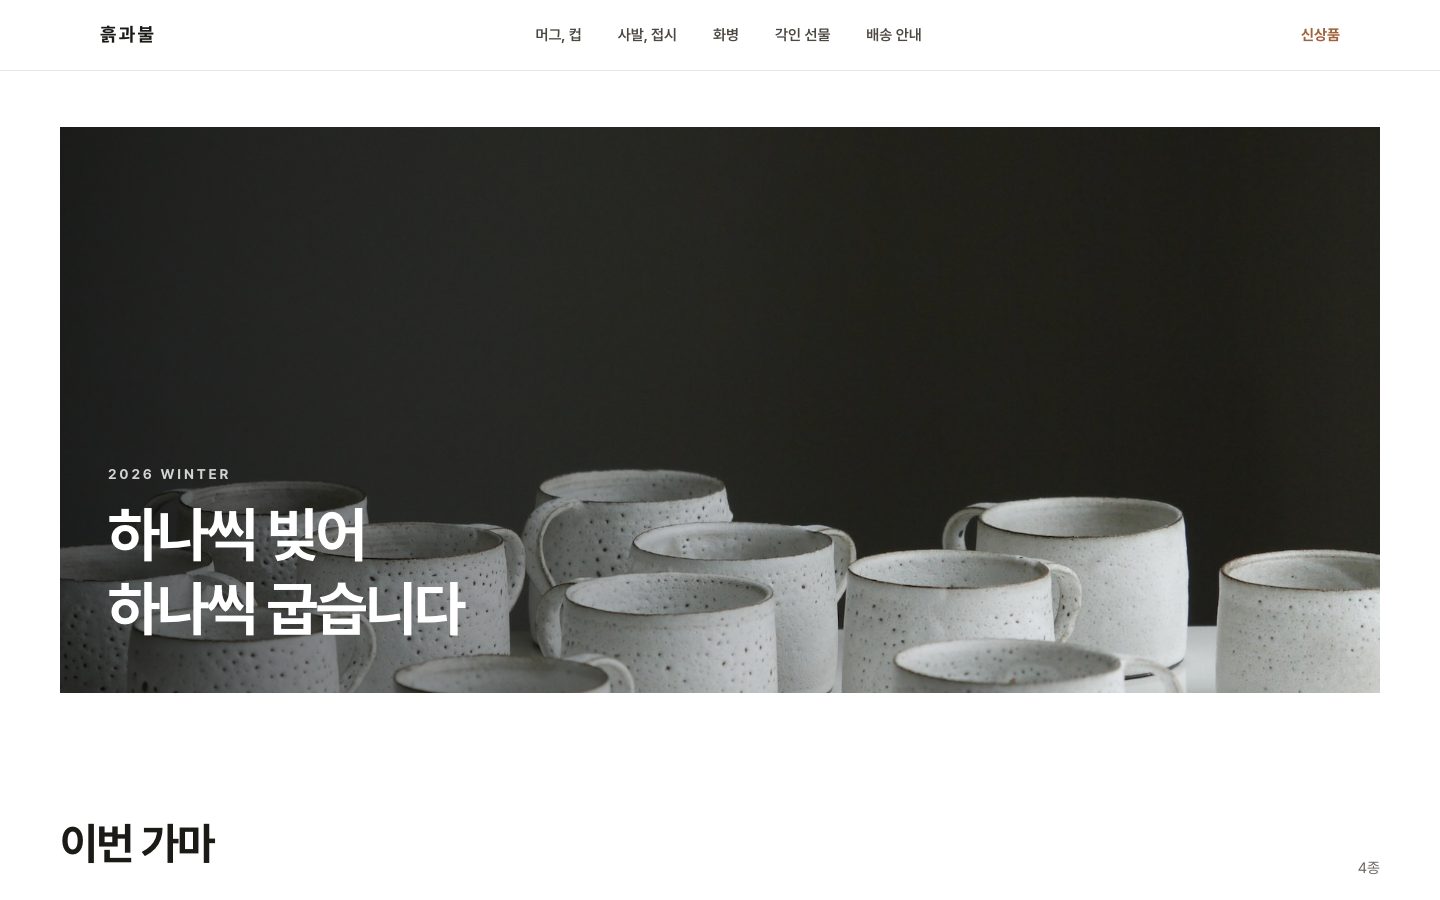 흙과불
머그, 컵
사발, 접시
화병
각인 선물
배송 안내
신상품
2026 WINTER
하나씩 빚어
하나씩 굽습니다
이번 가마
4종